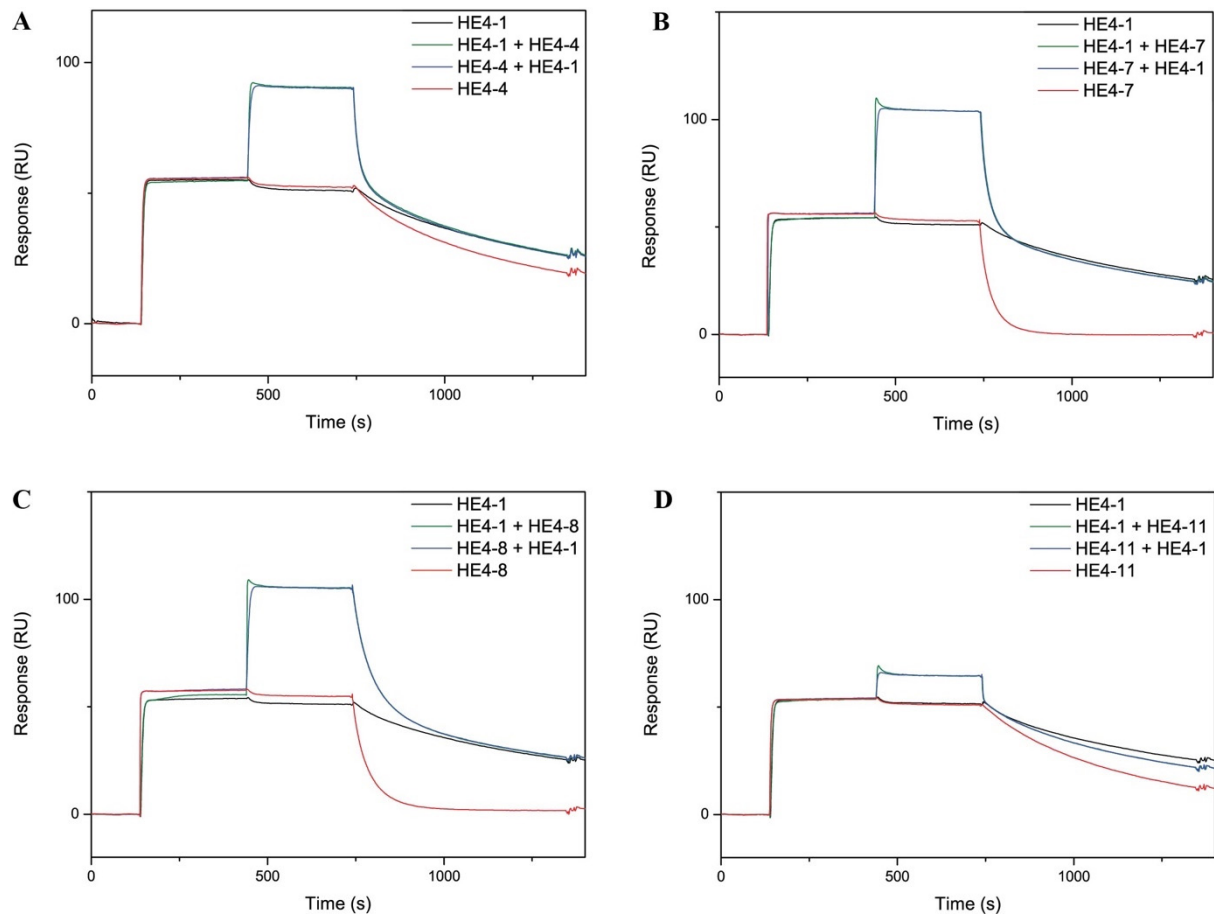 A
HE4-1
HE4-1 + HE4-4
HE4-4 + HE4-1
HE4-4
100
0
Response (RU)
0
500
1000
Time (s)
B
HE4-1
HE4-1 + HE4-7
HE4-7 + HE4-1
HE4-7
100
0
Response (RU)
0
500
1000
Time (s)
C
HE4-1
HE4-1 + HE4-8
HE4-8 + HE4-1
HE4-8
100
0
Response (RU)
0
500
1000
Time (s)
D
HE4-1
HE4-1 + HE4-11
HE4-11 + HE4-1
HE4-11
100
0
Response (RU)
0
500
1000
Time (s)